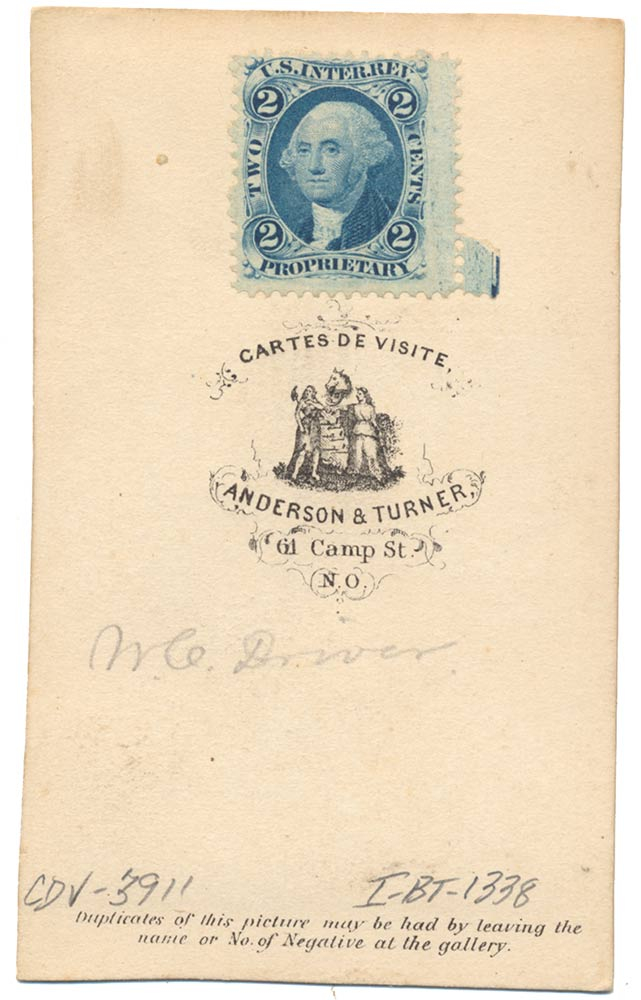 U.S. INTER. REV.
2 2
TWO CENTS
2 2
PROPRIETARY
CARTES DE VISITE,
ANDERSON & TURNER,
61 Camp St.
N.O.
W.C. Driver.
CDV-3911 I-BT-1338
Duplicates of this picture may be had by leaving the
name or No. of Negative at the gallery.